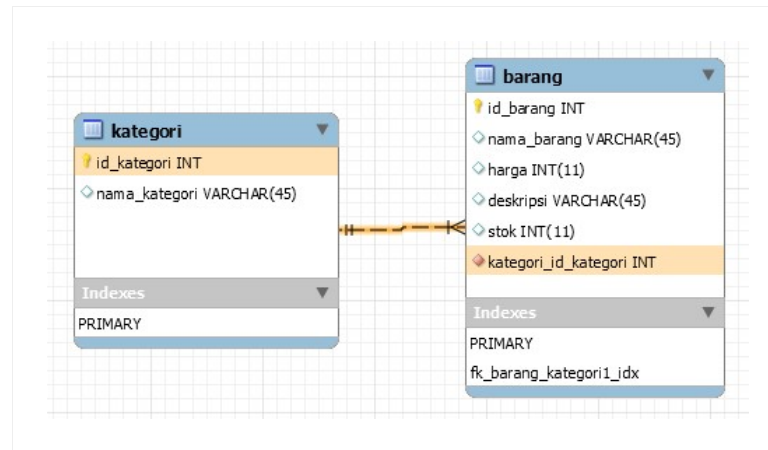 kategori
id_kategori INT
nama_kategori VARCHAR(45)
Indexes
PRIMARY
barang
id_barang INT
nama_barang VARCHAR(45)
harga INT(11)
deskripsi VARCHAR(45)
stok INT(11)
kategori_id_kategori INT
Indexes
PRIMARY
fk_barang_kategori1_idx